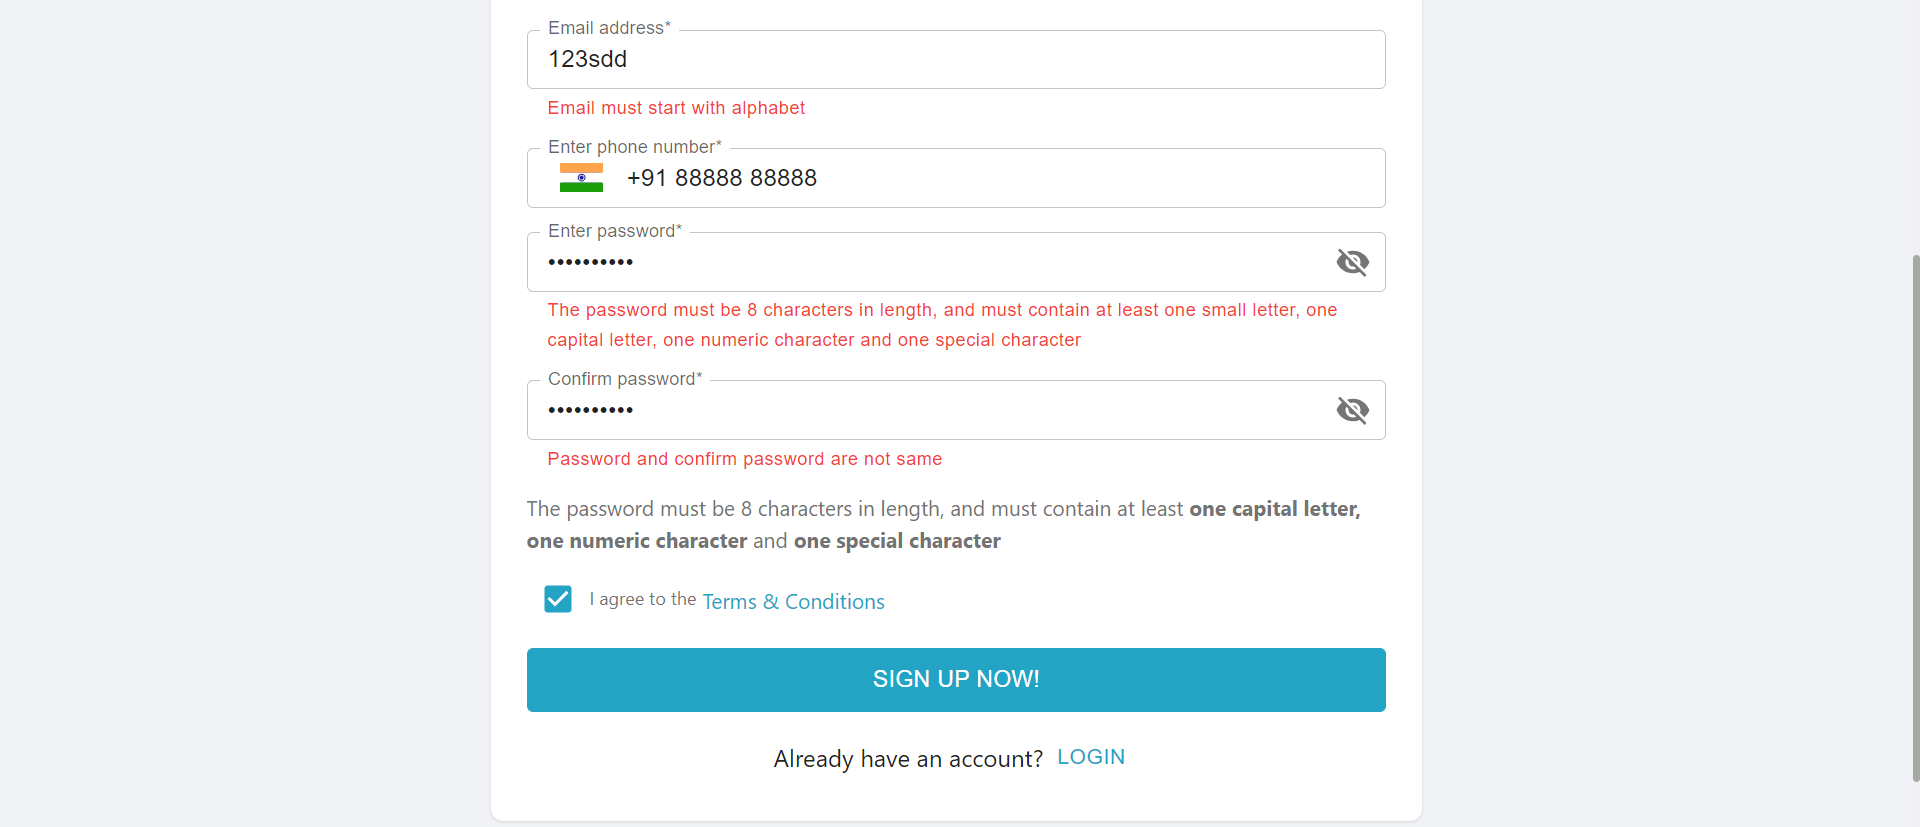 Email address*
123sdd
Email must start with alphabet
Enter phone number*
+91 88888 88888
Enter password*
••••••••••
The password must be 8 characters in length, and must contain at least one small letter, one
capital letter, one numeric character and one special character
Confirm password*
••••••••••
Password and confirm password are not same
The password must be 8 characters in length, and must contain at least one capital letter,
one numeric character and one special character
I agree to the Terms & Conditions
SIGN UP NOW!
Already have an account? LOGIN